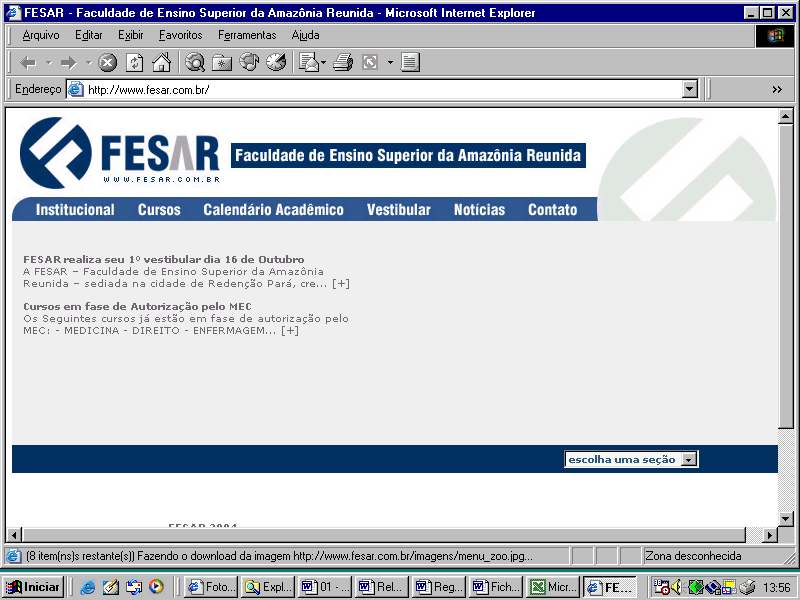 FESAR - Faculdade de Ensino Superior da Amazônia Reunida - Microsoft Internet Explorer
Arquivo Editar Exibir Favoritos Ferramentas Ajuda
Endereço http://www.fesar.com.br/ »
FESAR
WWW.FESAR.COM.BR
Faculdade de Ensino Superior da Amazônia Reunida
Institucional Cursos Calendário Acadêmico Vestibular Notícias Contato
FESAR realiza seu 1º vestibular dia 16 de Outubro
A FESAR – Faculdade de Ensino Superior da Amazônia
Reunida – sediada na cidade de Redenção Pará, cre... [+]
Cursos em fase de Autorização pelo MEC
Os Seguintes cursos já estão em fase de autorização pelo
MEC: - MEDICINA - DIREITO - ENFERMAGEM... [+]
escolha uma seção
FESAR 2004
(8 item(ns)s restante(s)) Fazendo o download da imagem http://www.fesar.com.br/imagens/menu_zoo.jpg... Zona desconhecida
Iniciar Foto... Expl... 01 - ... Rel... Reg... Fich... Micr... FE... 13:56